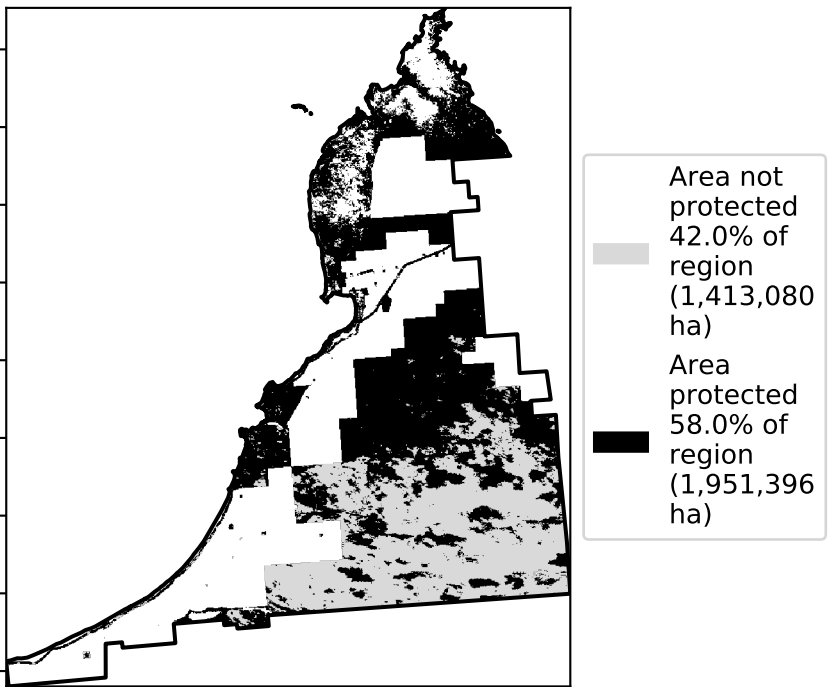 Area not
protected
42.0% of
region
(1,413,080
ha)
Area
protected
58.0% of
region
(1,951,396
ha)